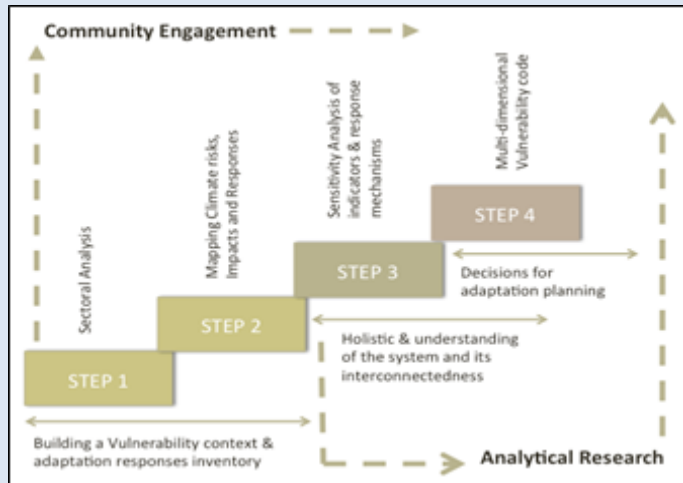 Community Engagement
Sectoral Analysis
Mapping Climate risks,
Impacts and Responses
Sensitivity Analysis of
indicators & response
mechanisms
Multi-dimensional
Vulnerability code
STEP 4
STEP 3
Decisions for
adaptation planning
STEP 2
Holistic & understanding
of the system and its
interconnectedness
STEP 1
Building a Vulnerability context &
adaptation responses inventory
Analytical Research